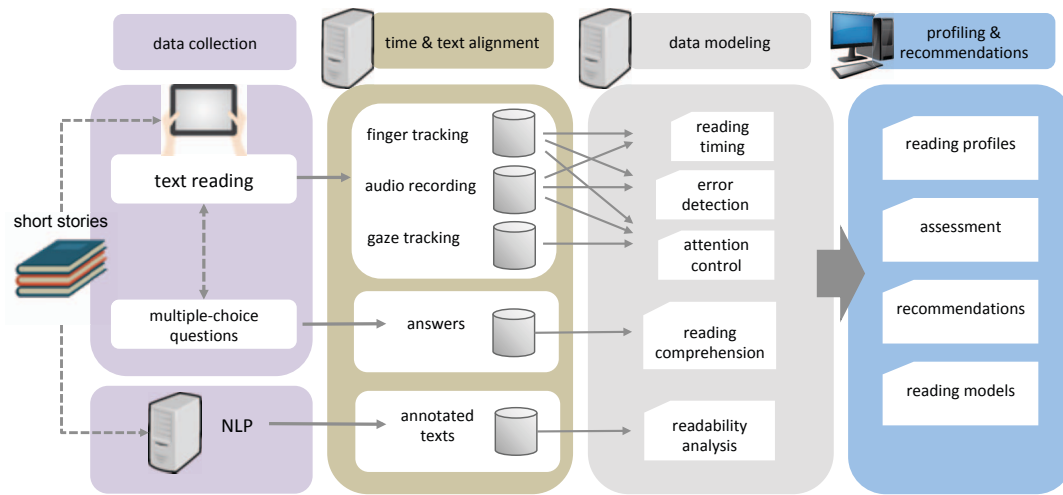 data collection
time & text alignment
data modeling
profiling &
recommendations
short stories
text reading
multiple-choice
questions
NLP
finger tracking
audio recording
gaze tracking
answers
annotated
texts
reading
timing
error
detection
attention
control
reading
comprehension
readability
analysis
reading profiles
assessment
recommendations
reading models